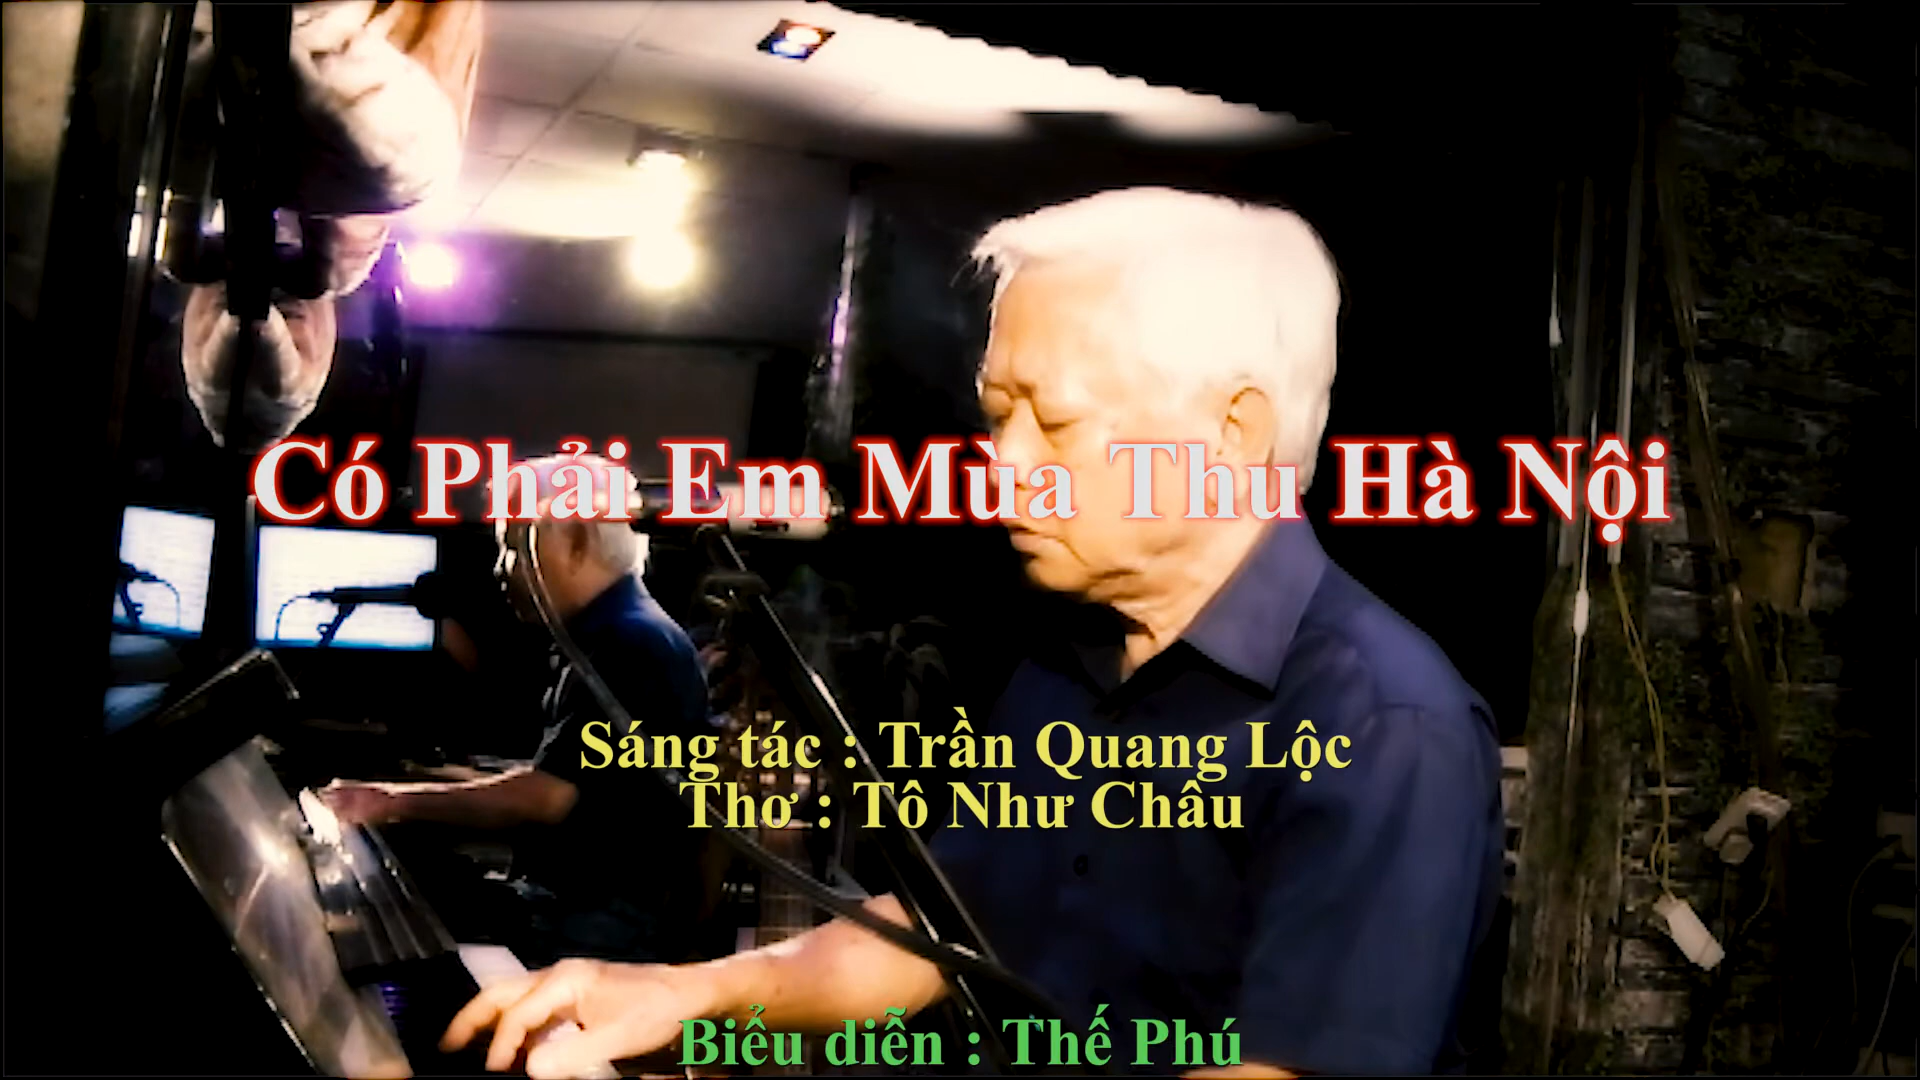 Có Phải Em Mùa Thu Hà Nội
Sáng tác : Trần Quang Lộc
Thơ : Tô Như Châu
Biểu diễn : Thế Phú